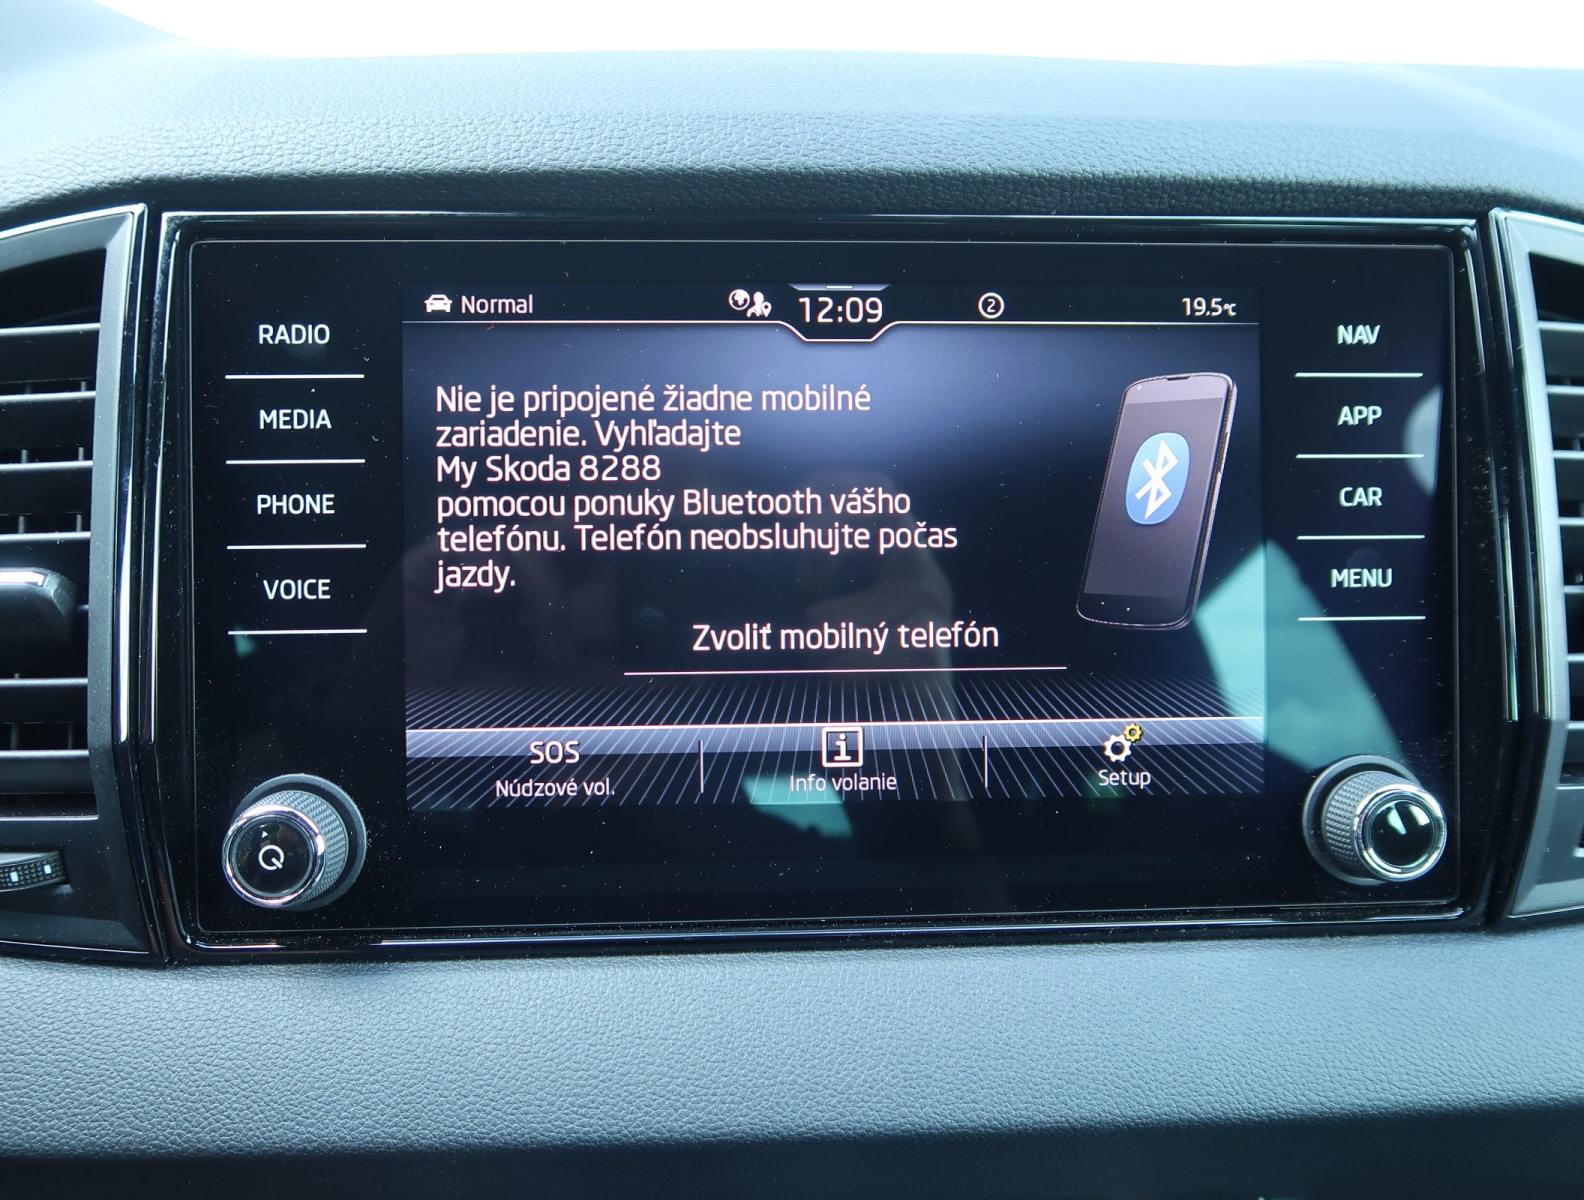 Normal
12:09
2
19.5°C
RADIO
MEDIA
PHONE
VOICE
Nie je pripojené žiadne mobilné
zariadenie. Vyhľadajte
My Skoda 8288
pomocou ponuky Bluetooth vášho
telefónu. Telefón neobsluhujte počas
jazdy.
Zvoliť mobilný telefón
SOS
Núdzové vol.
i
Info volanie
Setup
NAV
APP
CAR
MENU